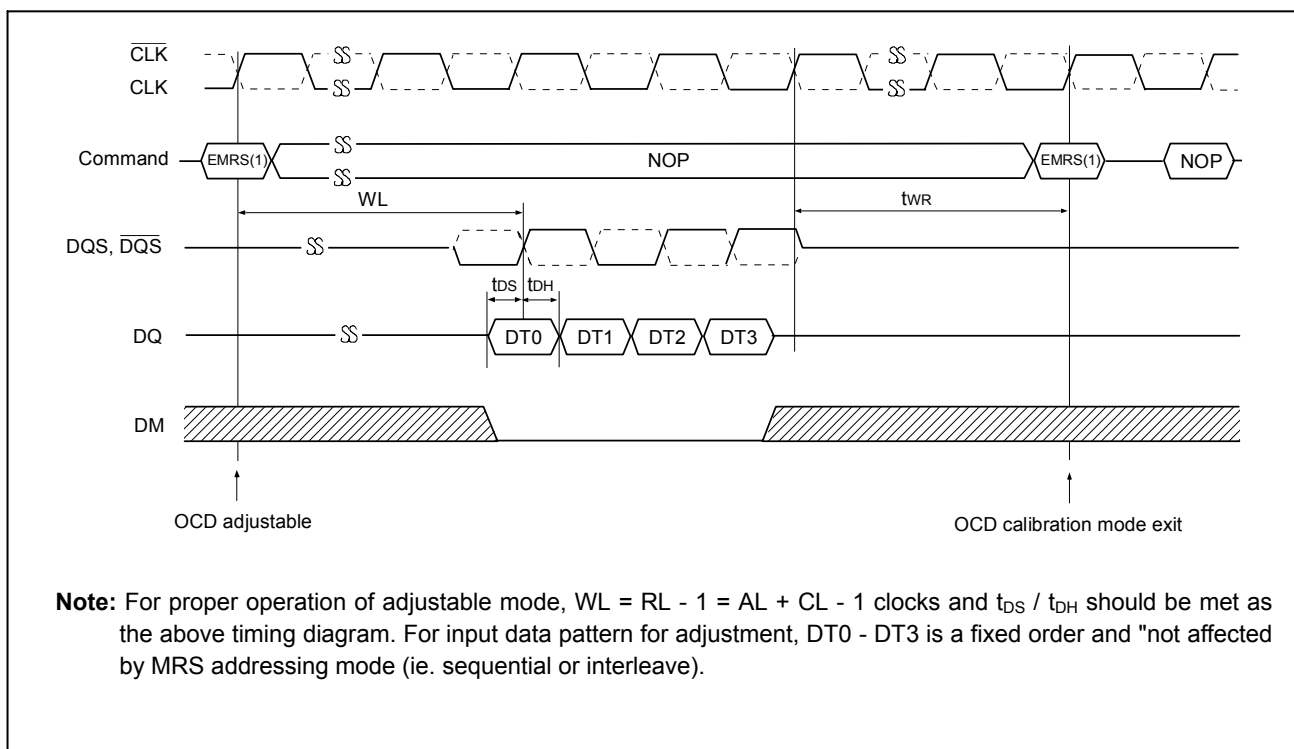 CLK
CLK
Command
EMRS(1)
NOP
EMRS(1)
NOP
WL
tWR
DQS, DQS
tDS
tDH
DQ
DT0
DT1
DT2
DT3
DM
OCD adjustable
OCD calibration mode exit
Note: For proper operation of adjustable mode, WL = RL - 1 = AL + CL - 1 clocks and tDS / tDH should be met as
the above timing diagram. For input data pattern for adjustment, DT0 - DT3 is a fixed order and "not affected
by MRS addressing mode (ie. sequential or interleave).